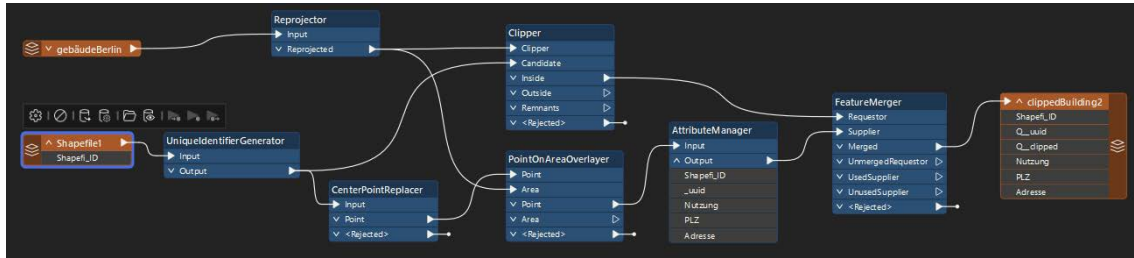 gebäudeBerlin
Reprojector
Input
Reprojected
Shapefile1
Shapefi_ID
UniqueIdentifierGenerator
Input
Output
CenterPointReplacer
Input
Point
<Rejected>
Clipper
Clipper
Candidate
Inside
Outside
Remnants
<Rejected>
PointOnAreaOverlayer
Point
Area
Point
Area
<Rejected>
AttributeManager
Input
Output
Shapefi_ID
_uuid
Nutzung
PLZ
Adresse
FeatureMerger
Requestor
Supplier
Merged
UnmergedRequestor
UsedSupplier
UnusedSupplier
<Rejected>
clippedBuilding2
Shapefi_ID
Q__uuid
Q__clipped
Nutzung
PLZ
Adresse